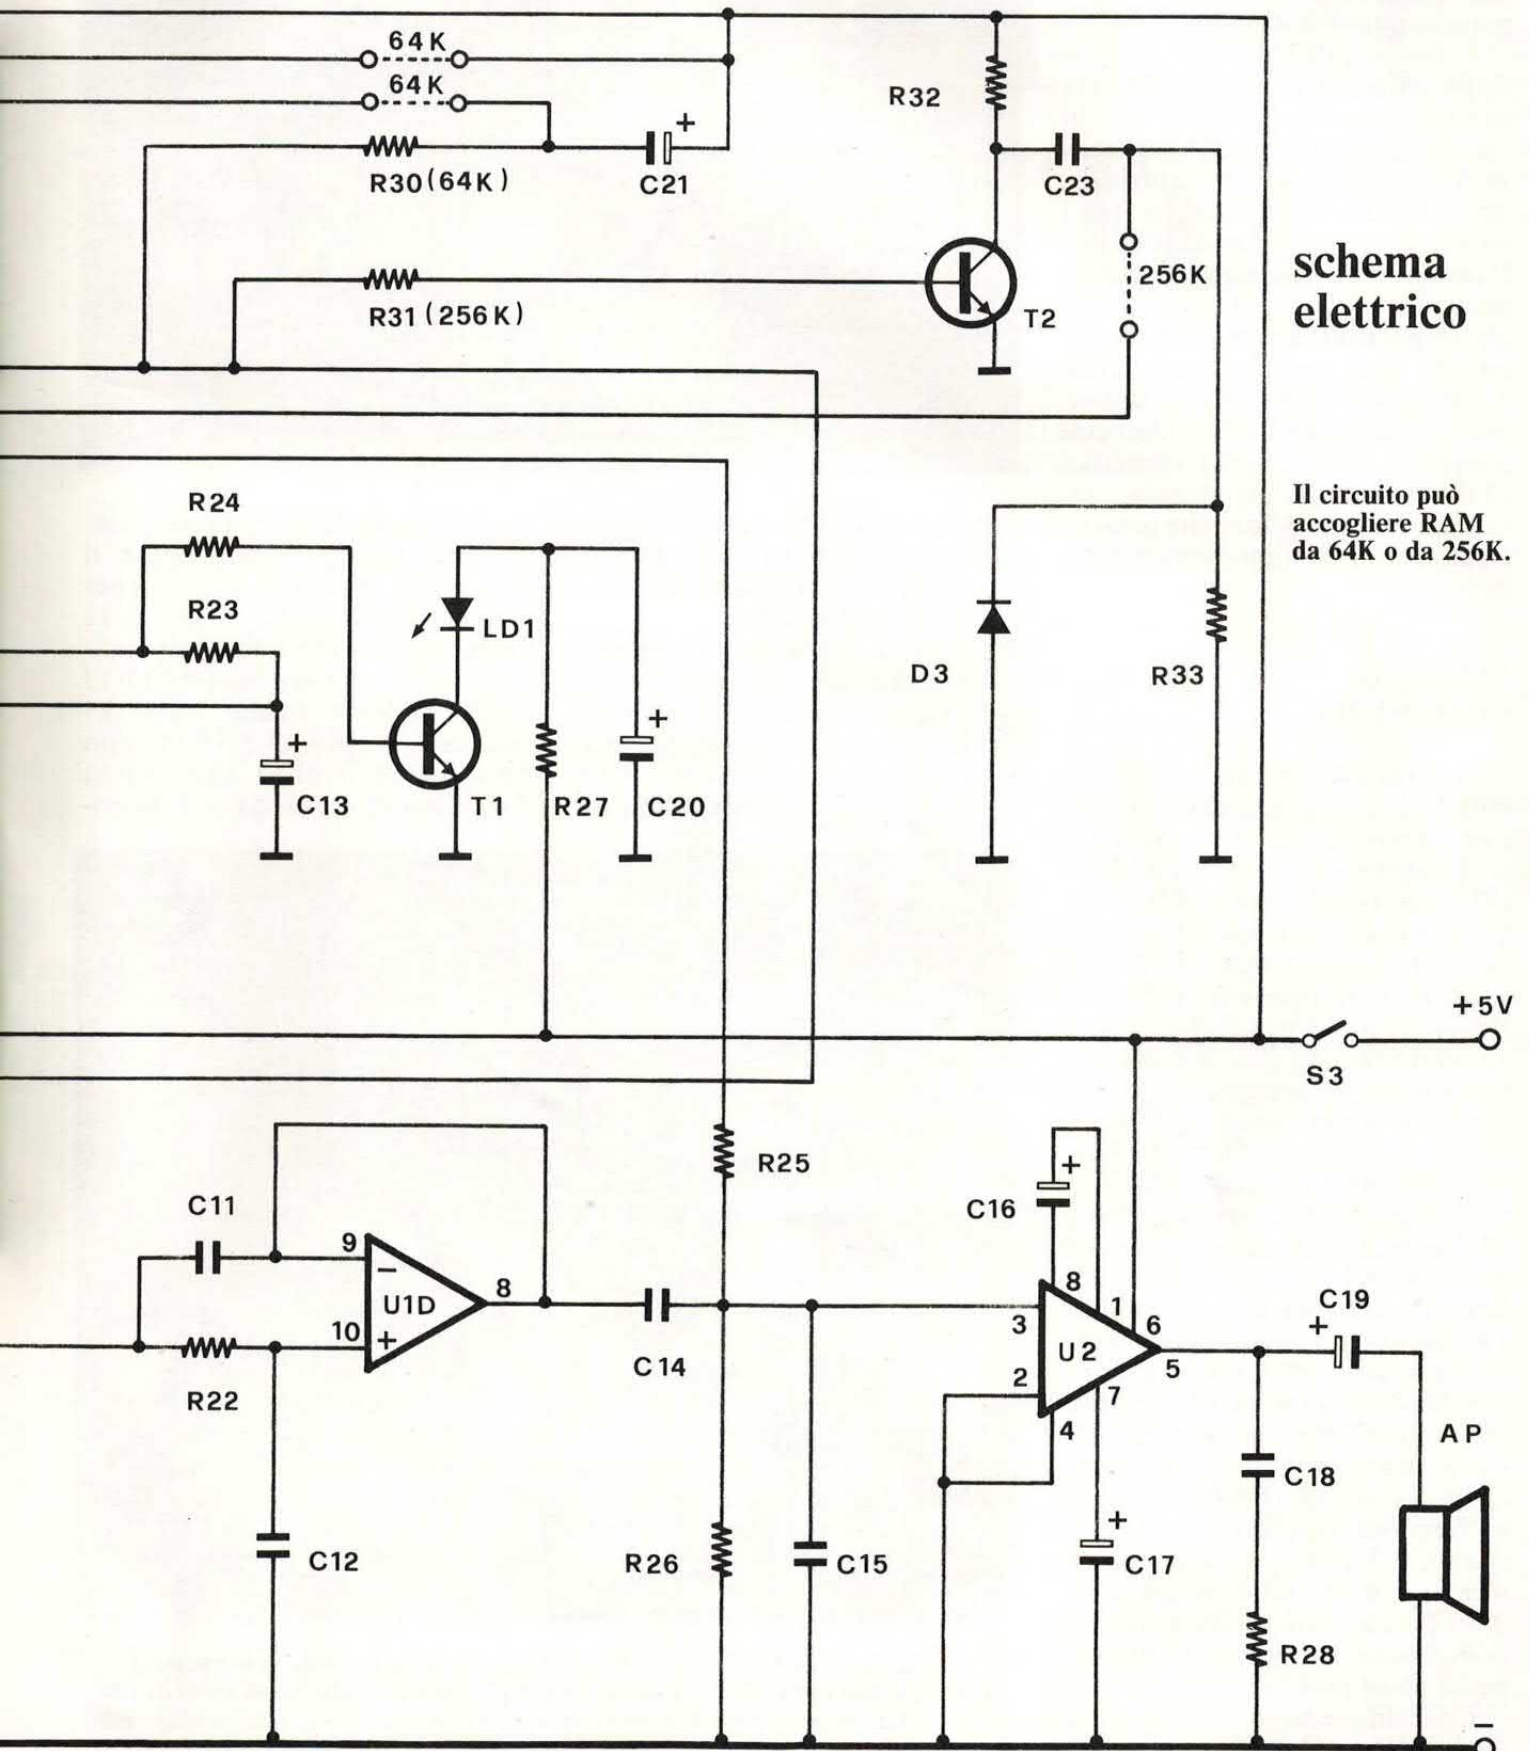 64K
64K
R32
+
R30(64K)
C21
C23
256K
schema
elettrico
R31(256K)
T2
R24
Il circuito può
accogliere RAM
da 64K o da 256K.
R23
LD1
D3
R33
+
+
C13
T1
R27
C20
+5V
S3
R25
+
C11
C16
9
−
8
8
U1D
1
C19
10
+
3
6
+
U2
C14
2
5
R22
7
4
AP
C18
+
C12
R26
C15
C17
R28
−